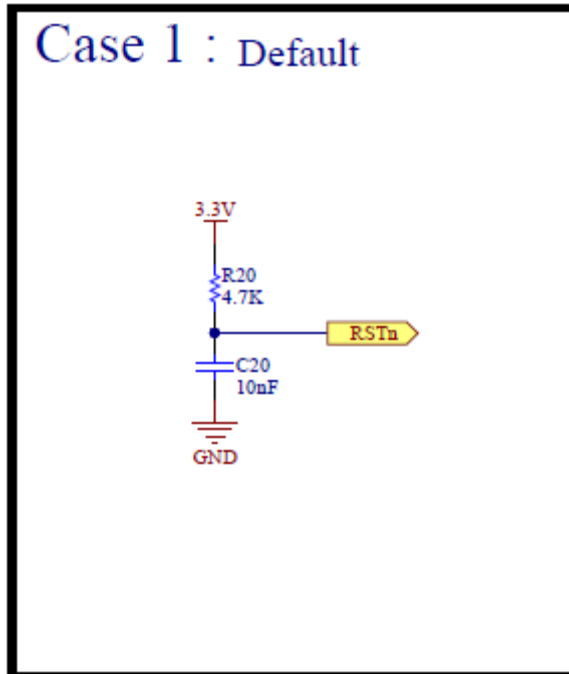 Case 1 : Default
3.3V
R20
4.7K
RSTn
C20
10nF
GND